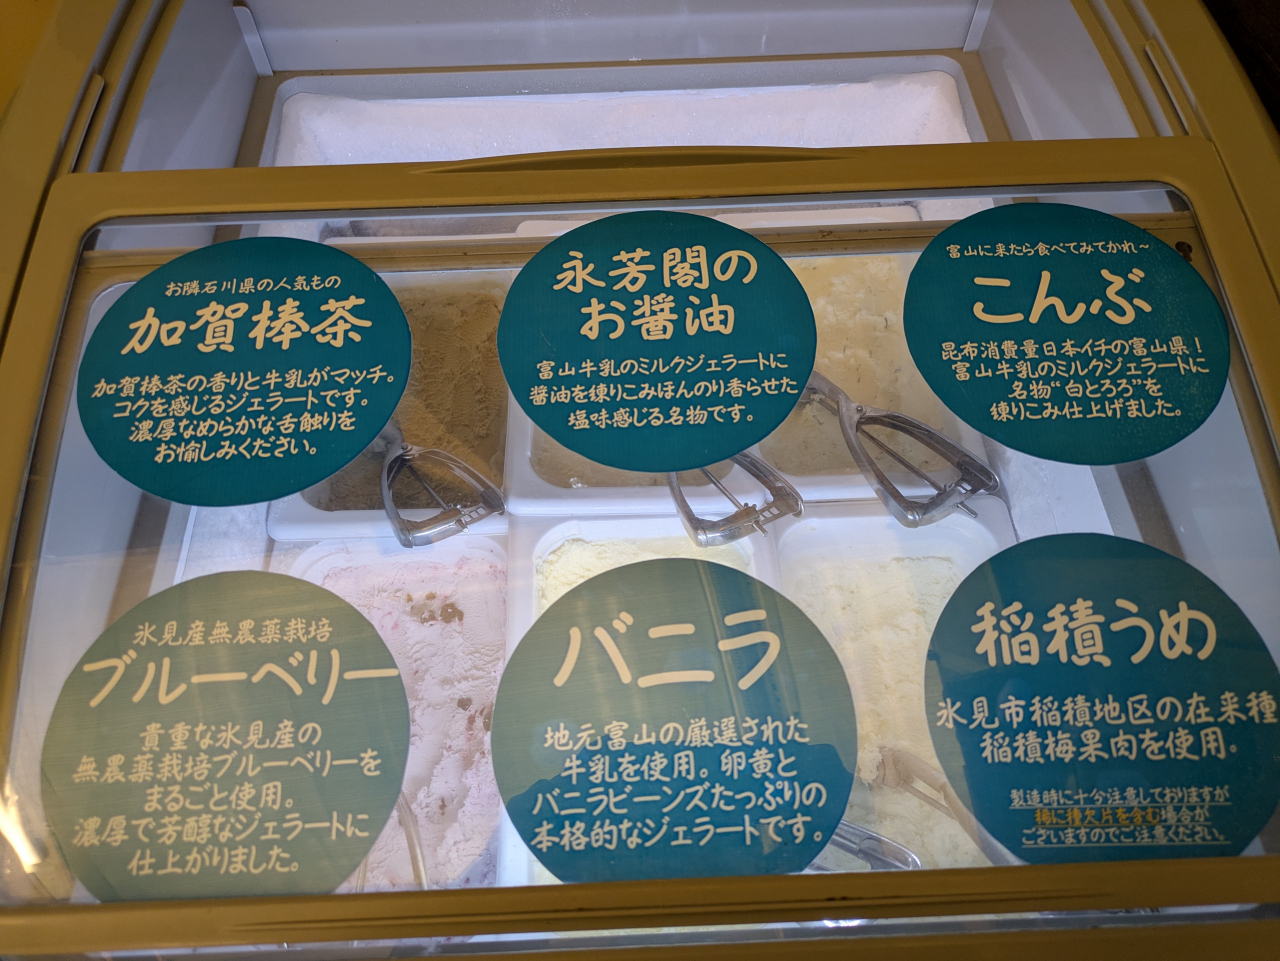 お隣石川県の人気もの
加賀棒茶
加賀棒茶の香りと牛乳がマッチ。
コクを感じるジェラートです。
濃厚なめらかな舌触りを
お愉しみください。
永芳閣の
お醤油
富山牛乳のミルクジェラートに
醤油を練りこみほんのり香らせた
塩味感じる名物です。
富山に来たら食べてみてかれ~
こんぶ
昆布消費量日本イチの富山県!
富山牛乳のミルクジェラートに
名物“白とろろ”を
練りこみ仕上げました。
氷見産無農薬栽培
ブルーベリー
貴重な氷見産の
無農薬栽培ブルーベリーを
まるごと使用。
濃厚で芳醇なジェラートに
仕上がりました。
バニラ
地元富山の厳選された
牛乳を使用。卵黄と
バニラビーンズたっぷりの
本格的なジェラートです。
稲積うめ
氷見市稲積地区の在来種
稲積梅果肉を使用。
製造時に十分注意しておりますが
稀に種欠片を含む場合が
ございますのでご注意ください。